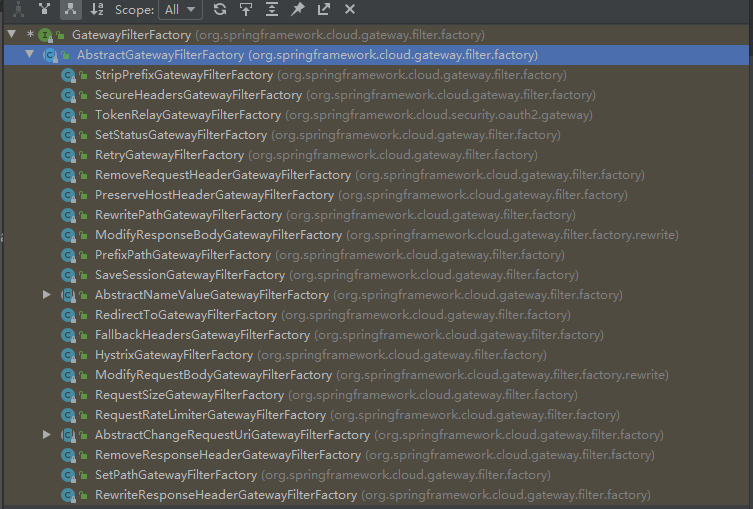 Scope: All
* GatewayFilterFactory (org.springframework.cloud.gateway.filter.factory)
AbstractGatewayFilterFactory (org.springframework.cloud.gateway.filter.factory)
StripPrefixGatewayFilterFactory (org.springframework.cloud.gateway.filter.factory)
SecureHeadersGatewayFilterFactory (org.springframework.cloud.gateway.filter.factory)
TokenRelayGatewayFilterFactory (org.springframework.cloud.security.oauth2.gateway)
SetStatusGatewayFilterFactory (org.springframework.cloud.gateway.filter.factory)
RetryGatewayFilterFactory (org.springframework.cloud.gateway.filter.factory)
RemoveRequestHeaderGatewayFilterFactory (org.springframework.cloud.gateway.filter.factory)
PreserveHostHeaderGatewayFilterFactory (org.springframework.cloud.gateway.filter.factory)
RewritePathGatewayFilterFactory (org.springframework.cloud.gateway.filter.factory)
ModifyResponseBodyGatewayFilterFactory (org.springframework.cloud.gateway.filter.factory.rewrite)
PrefixPathGatewayFilterFactory (org.springframework.cloud.gateway.filter.factory)
SaveSessionGatewayFilterFactory (org.springframework.cloud.gateway.filter.factory)
AbstractNameValueGatewayFilterFactory (org.springframework.cloud.gateway.filter.factory)
RedirectToGatewayFilterFactory (org.springframework.cloud.gateway.filter.factory)
FallbackHeadersGatewayFilterFactory (org.springframework.cloud.gateway.filter.factory)
HystrixGatewayFilterFactory (org.springframework.cloud.gateway.filter.factory)
ModifyRequestBodyGatewayFilterFactory (org.springframework.cloud.gateway.filter.factory.rewrite)
RequestSizeGatewayFilterFactory (org.springframework.cloud.gateway.filter.factory)
RequestRateLimiterGatewayFilterFactory (org.springframework.cloud.gateway.filter.factory)
AbstractChangeRequestUriGatewayFilterFactory (org.springframework.cloud.gateway.filter.factory)
RemoveResponseHeaderGatewayFilterFactory (org.springframework.cloud.gateway.filter.factory)
SetPathGatewayFilterFactory (org.springframework.cloud.gateway.filter.factory)
RewriteResponseHeaderGatewayFilterFactory (org.springframework.cloud.gateway.filter.factory)